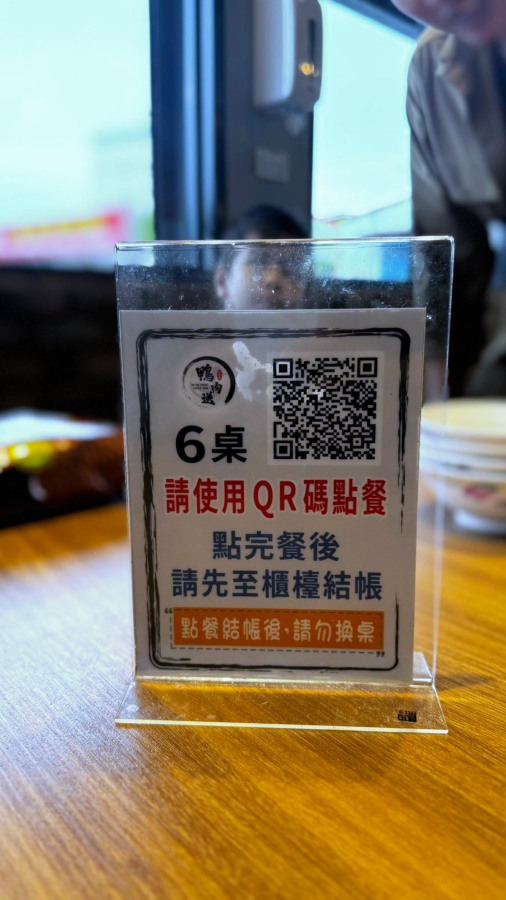 鴨肉送
6桌
請使用QR碼點餐
點完餐後
請先至櫃檯結帳
“點餐結帳後,請勿換桌”